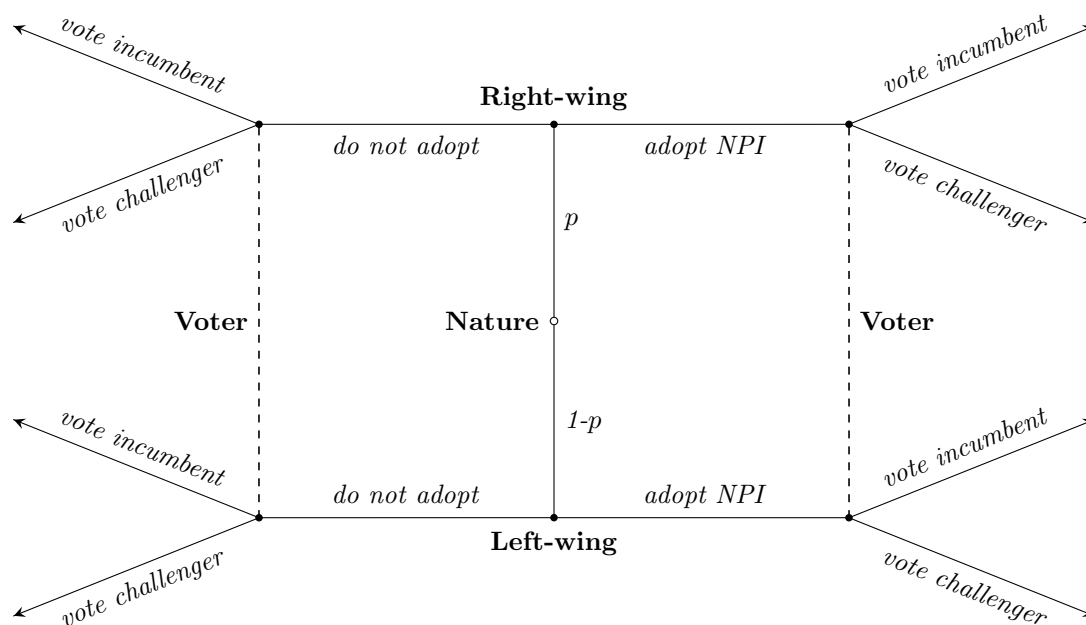 vote incumbent
vote incumbent
Right-wing
do not adopt
adopt NPI
vote challenger
vote challenger
p
Voter
Nature
Voter
1-p
vote incumbent
vote incumbent
do not adopt
adopt NPI
Left-wing
vote challenger
vote challenger